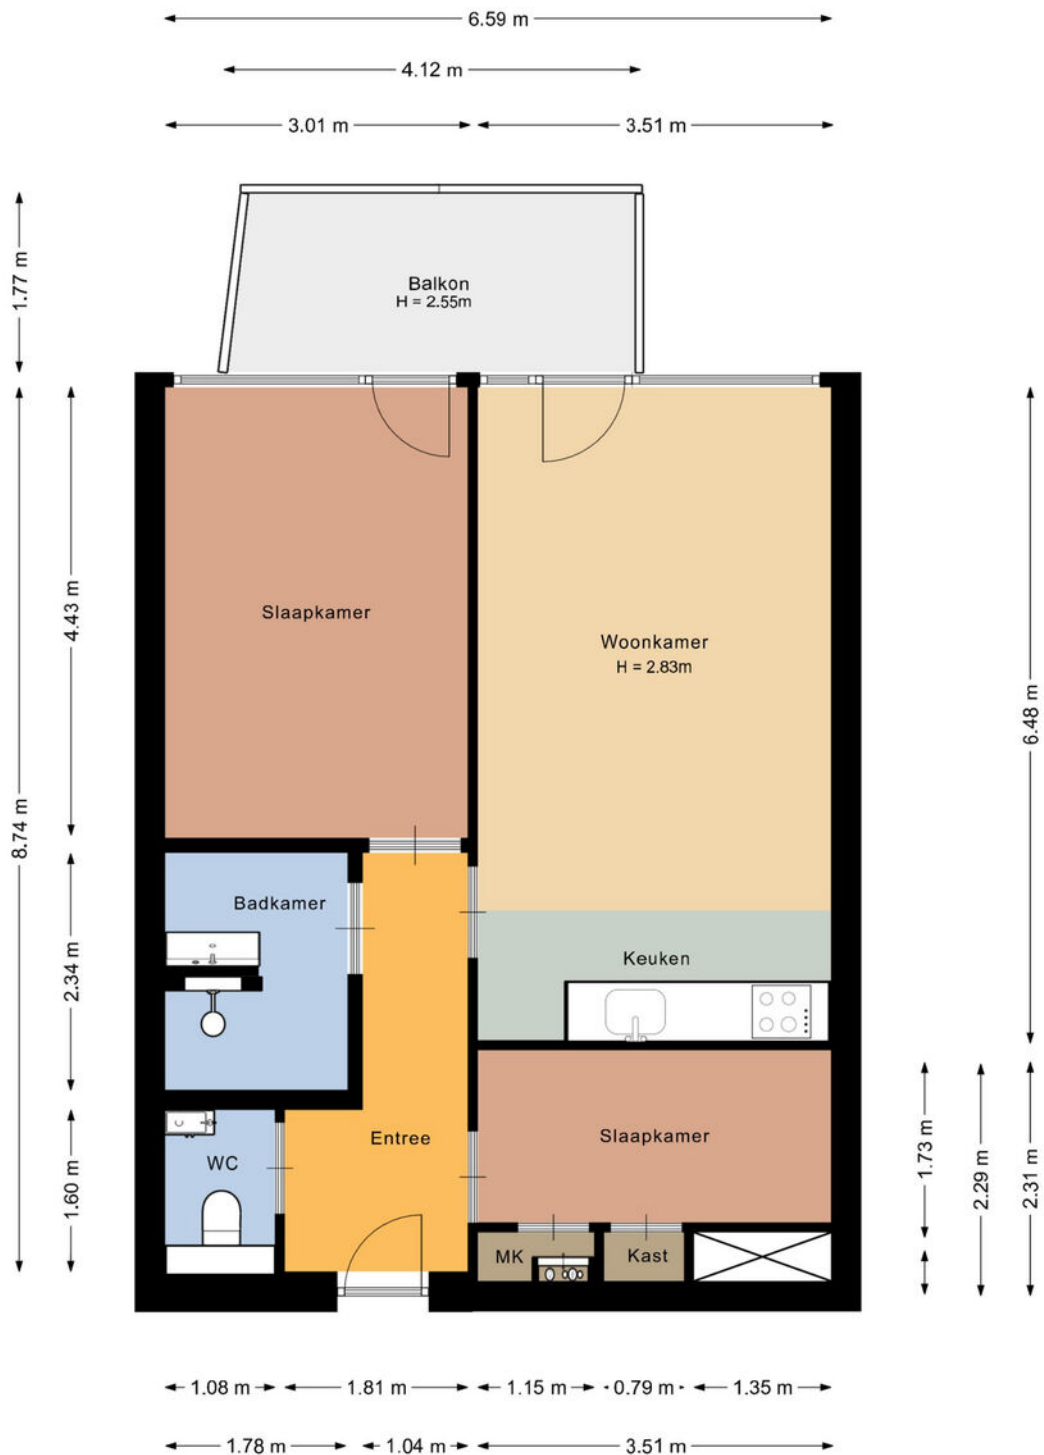 6.59 m
4.12 m
3.01 m
3.51 m
1.77 m
Balkon
H = 2.55m
4.43 m
Slaapkamer
Woonkamer
H = 2.83m
6.48 m
8.74 m
Badkamer
2.34 m
Keuken
Entree
Slaapkamer
WC
1.60 m
1.73 m
2.29 m
2.31 m
MK
Kast
1.08 m
1.81 m
1.15 m
0.79 m
1.35 m
1.78 m
1.04 m
3.51 m